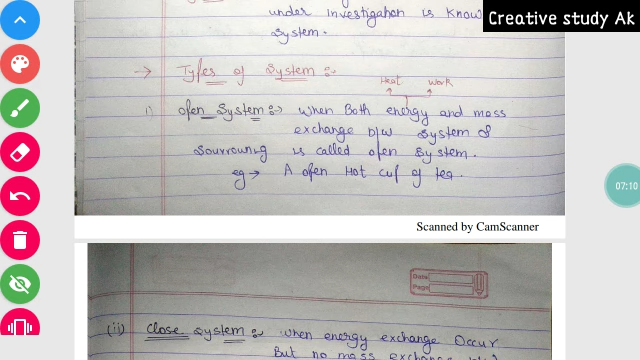 Creative study Ak
under investigation is know
System.
→ Types of System :-
Heat Work
i) open System :→ When Both energy and mass
exchange b/w System &
Sourrouning is called open System.
eg → A open Hot cup of tea.
07:10
Scanned by CamScanner
Date
Page
(ii) Close System :- When energy exchange Occur
But no mass exchange b/w